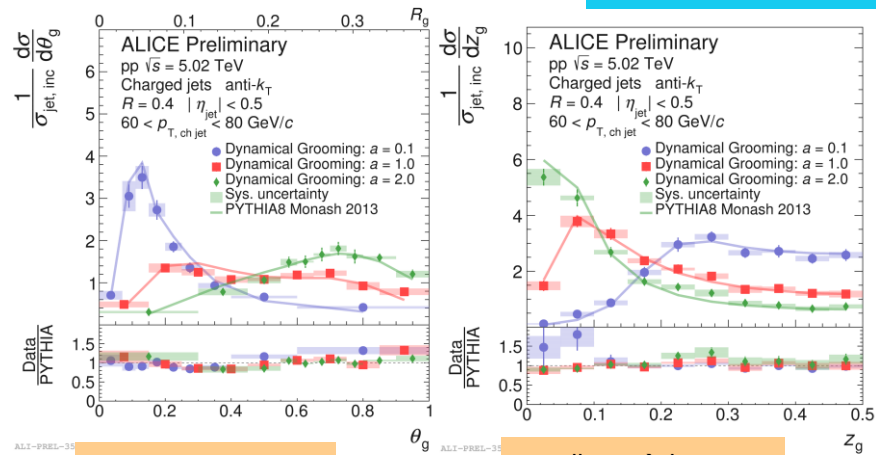 R_g
0 0.1 0.2 0.3
1/σ_jet, inc dσ/dθ_g
7
6
5
4
3
2
1
ALICE Preliminary
pp √s = 5.02 TeV
Charged jets anti-k_T
R = 0.4 | η_jet | < 0.5
60 < p_T, ch jet < 80 GeV/c
Dynamical Grooming: a = 0.1
Dynamical Grooming: a = 1.0
Dynamical Grooming: a = 2.0
Sys. uncertainty
PYTHIA8 Monash 2013
Data/PYTHIA
1.5
1
0.5
0
0 0.2 0.4 0.6 0.8 1
θ_g
ALI-PREL-35
1/σ_jet, inc dσ/dz_g
10
8
6
4
2
ALICE Preliminary
pp √s = 5.02 TeV
Charged jets anti-k_T
R = 0.4 | η_jet | < 0.5
60 < p_T, ch jet < 80 GeV/c
Dynamical Grooming: a = 0.1
Dynamical Grooming: a = 1.0
Dynamical Grooming: a = 2.0
Sys. uncertainty
PYTHIA8 Monash 2013
Data/PYTHIA
1.5
1
0.5
0
0 0.1 0.2 0.3 0.4 0.5
z_g
ALI-PREL-35